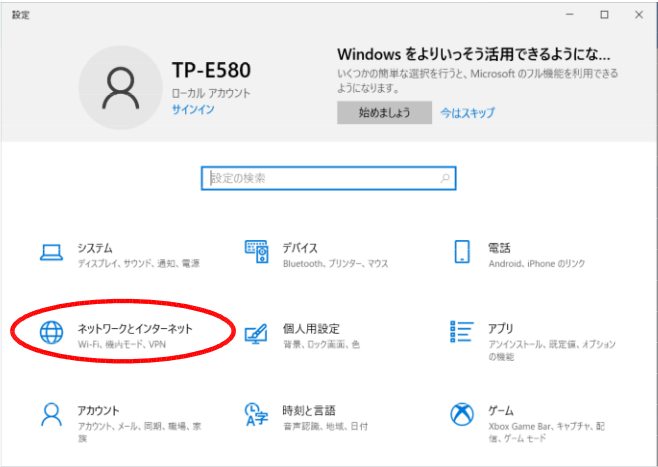 設定
TP-E580
ローカル アカウント
サインイン
Windows をよりいっそう活用できるようにな...
いくつかの簡単な選択を行うと、Microsoft のフル機能を利用できる
ようになります。
始めましょう
今はスキップ
設定の検索
システム
ディスプレイ、サウンド、通知、電源
デバイス
Bluetooth、プリンター、マウス
電話
Android、iPhone のリンク
ネットワークとインターネット
Wi-Fi、機内モード、VPN
個人用設定
背景、ロック画面、色
アプリ
アンインストール、既定値、オプション
の機能
アカウント
アカウント、メール、同期、職場、家
族
時刻と言語
音声認識、地域、日付
ゲーム
Xbox Game Bar、キャプチャ、配
信、ゲーム モード